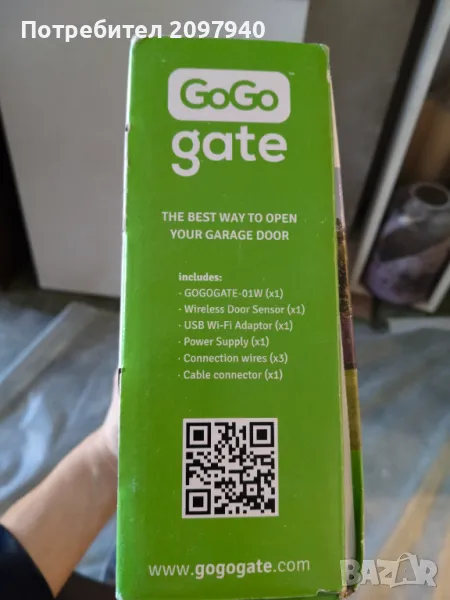 Потребител 2097940
GoGo
gate
THE BEST WAY TO OPEN
YOUR GARAGE DOOR
includes:
· GOGOGATE-01W (x1)
· Wireless Door Sensor (x1)
· USB Wi-Fi Adaptor (x1)
· Power Supply (x1)
· Connection wires (x3)
· Cable connector (x1)
www.gogogate.com
BAZAR